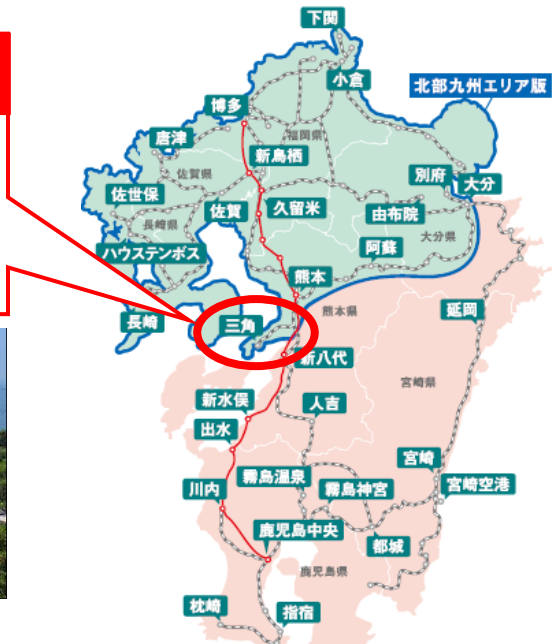 下関
小倉
北部九州エリア版
博多
福岡県
唐津
新鳥栖
佐賀県
別府
大分
佐世保
佐賀
久留米
由布院
長崎県
大分県
阿蘇
ハウステンボス
熊本
長崎
三角
熊本県
延岡
新八代
宮崎県
新水俣
人吉
出水
宮崎
霧島温泉
宮崎空港
川内
霧島神宮
鹿児島中央
都城
鹿児島県
枕崎
指宿